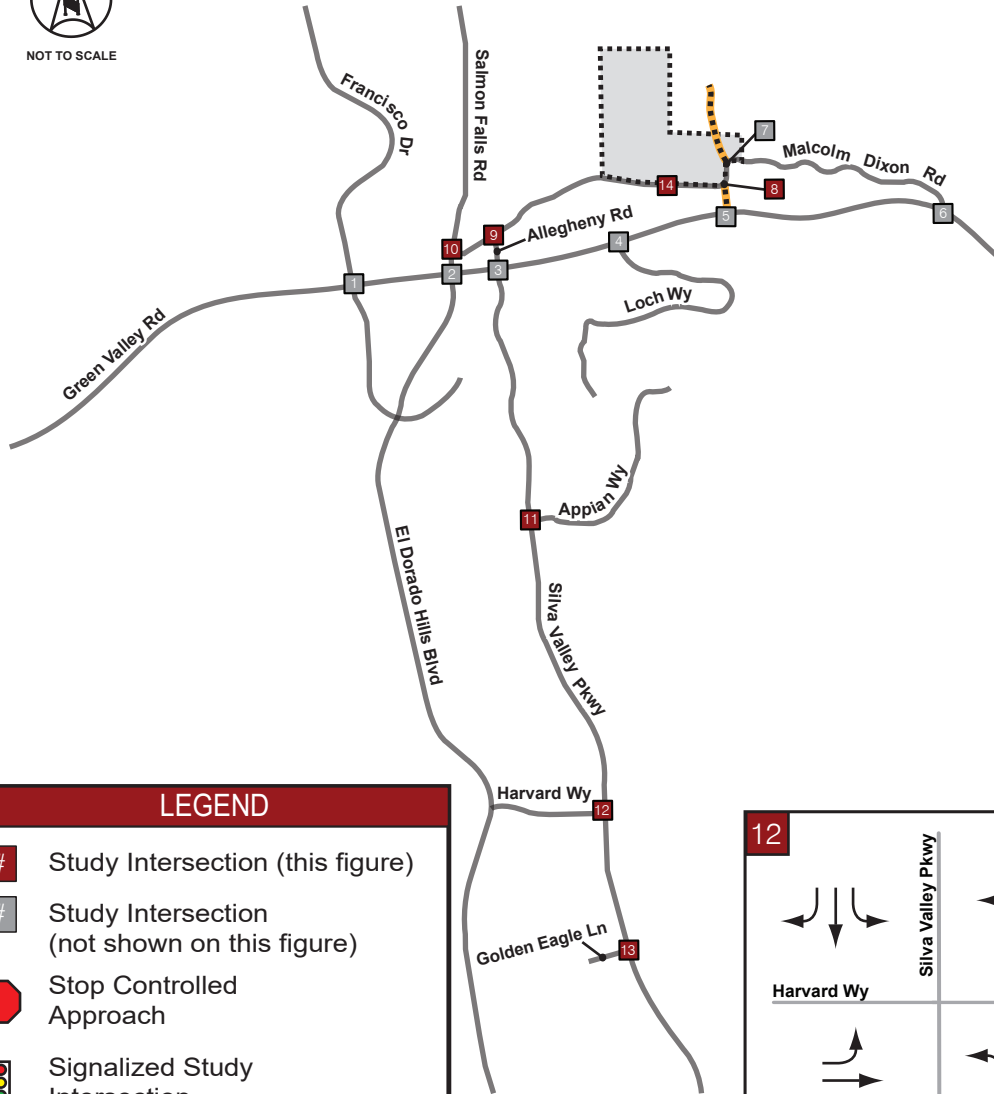 N
NOT TO SCALE
Francisco Dr
Salmon Falls Rd
7
Malcolm Dixon Rd
14
8
9
Allegheny Rd
10
5
6
4
1
2
3
Loch Wy
Green Valley Rd
Appian Wy
11
El Dorado Hills Blvd
Silva Valley Pkwy
Harvard Wy
12
Golden Eagle Ln
13
LEGEND
# Study Intersection (this figure)
# Study Intersection
(not shown on this figure)
Stop Controlled
Approach
Signalized Study
Intersection
12
Silva Valley Pkwy
Harvard Wy